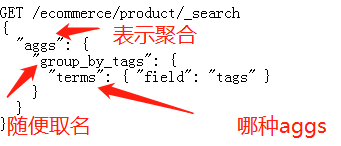 GET /ecommerce/product/_search
{
"aggs": { 表示聚合
"group_by_tags": {
"terms": { "field": "tags" }
}
}
}
随便取名 哪种aggs